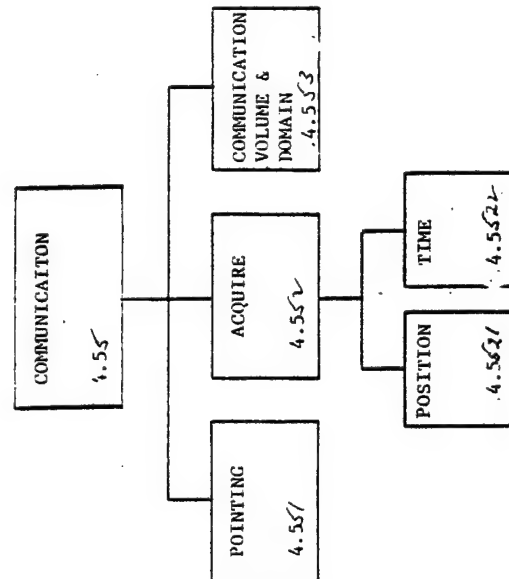 COMMUNICAITON
4.55
POINTING
4.551
ACQUIRE
4.552
COMMUNICATION
VOLUME &
DOMAIN
4.553
POSITION
4.5521
TIME
4.5522